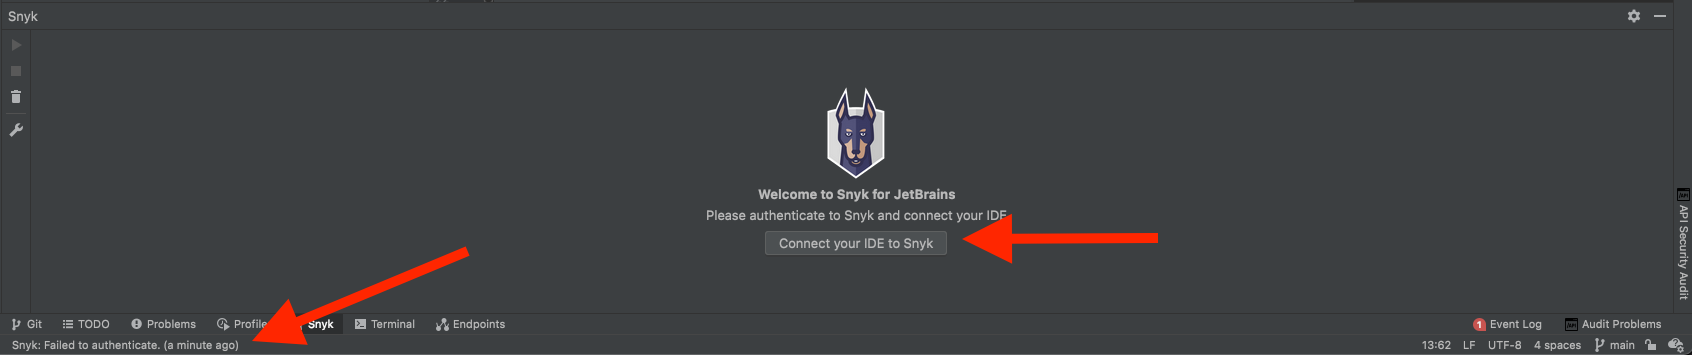 Snyk
Welcome to Snyk for JetBrains
Please authenticate to Snyk and connect your IDE
Connect your IDE to Snyk
API
API Security Audit
Git
TODO
Problems
Profile
Snyk
Terminal
Endpoints
1 Event Log
API Audit Problems
Snyk: Failed to authenticate. (a minute ago)
13:62 LF UTF-8 4 spaces main